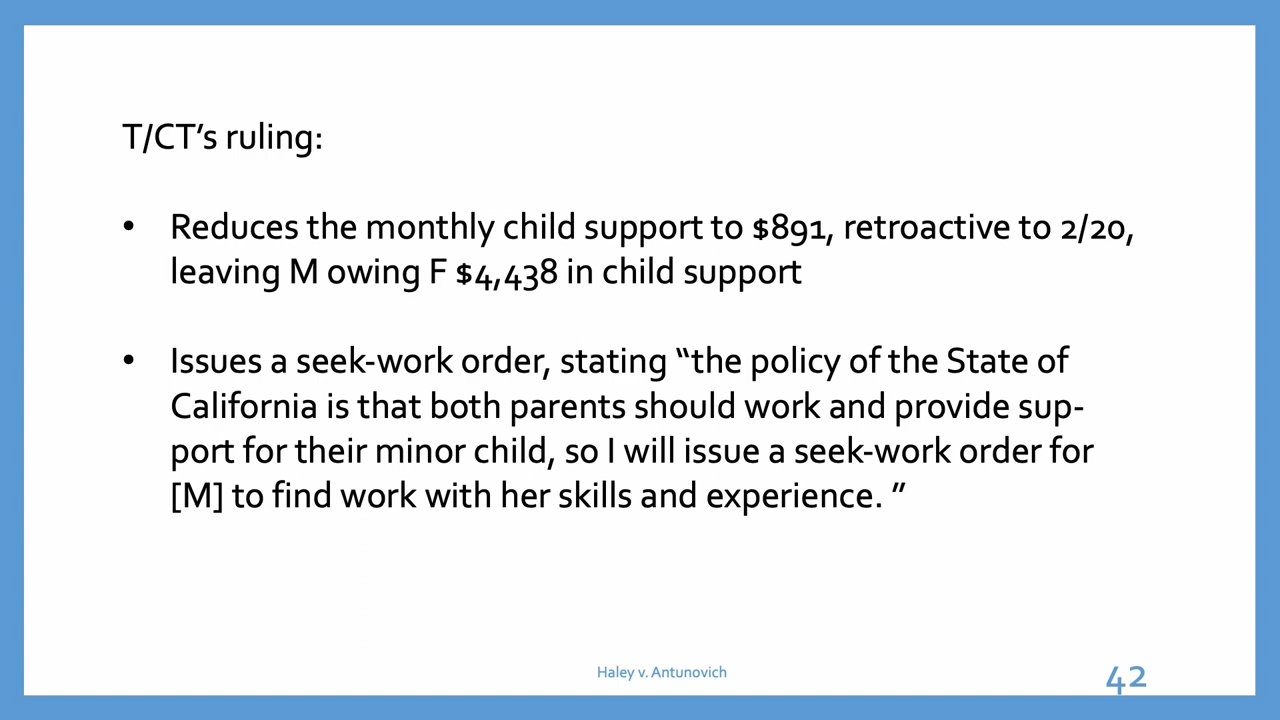 T/CT’s ruling:
• Reduces the monthly child support to $891, retroactive to 2/20,
leaving M owing F $4,438 in child support
• Issues a seek-work order, stating “the policy of the State of
California is that both parents should work and provide sup-
port for their minor child, so I will issue a seek-work order for
[M] to find work with her skills and experience. ”
Haley v. Antunovich
42